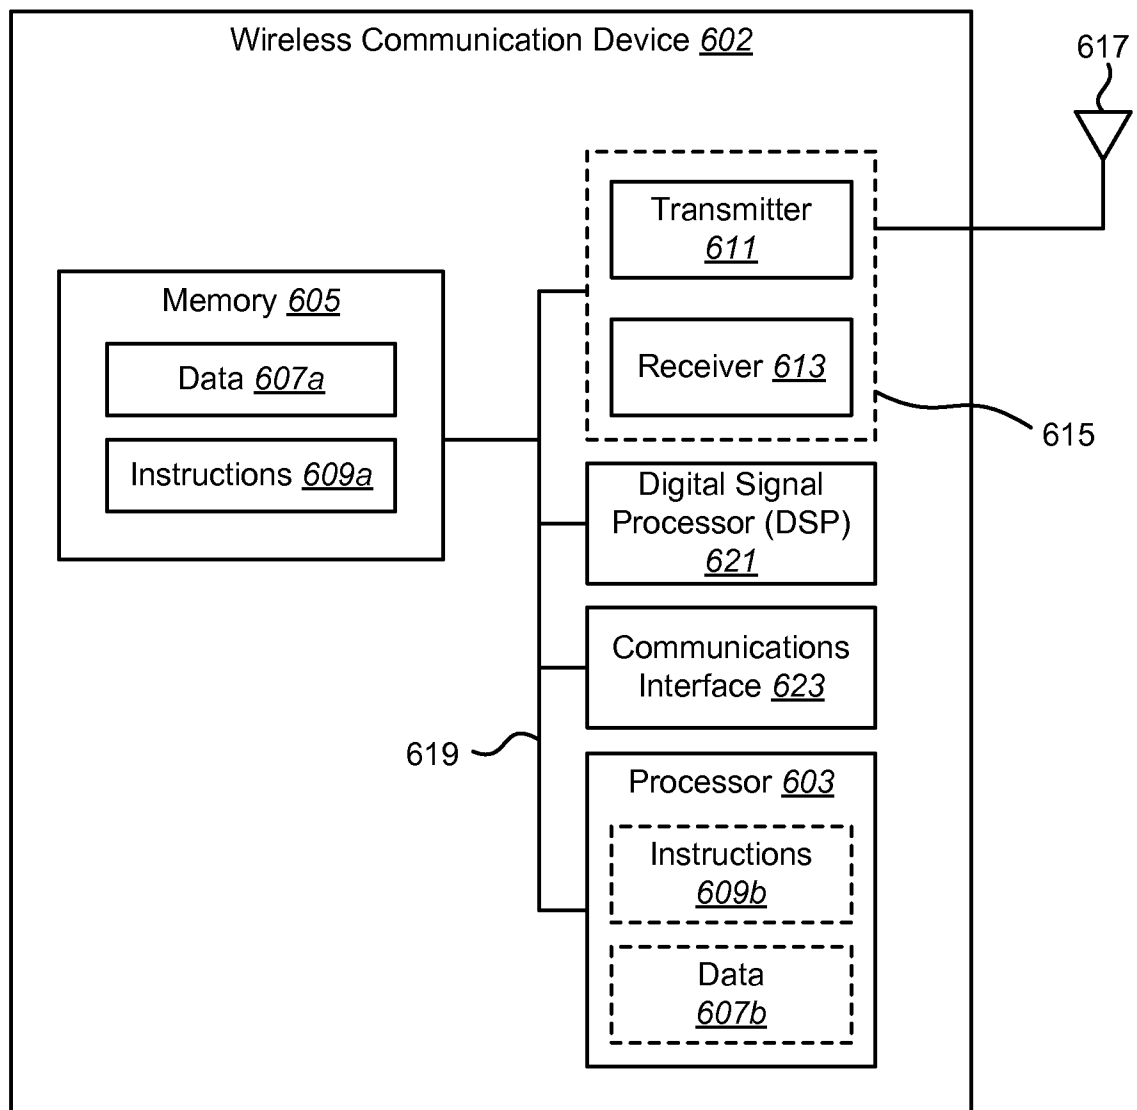 Wireless Communication Device 602
617
Transmitter
611
Memory 605
Receiver 613
Data 607a
615
Instructions 609a
Digital Signal
Processor (DSP)
621
Communications
Interface 623
619
Processor 603
Instructions
609b
Data
607b